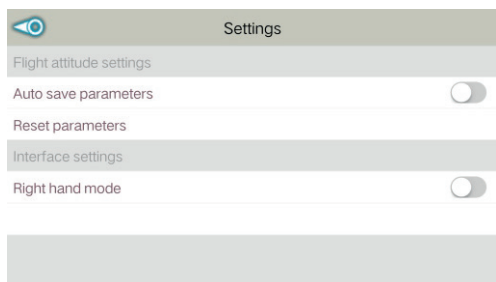 Settings
Flight attitude settings
Auto save parameters
Reset parameters
Interface settings
Right hand mode